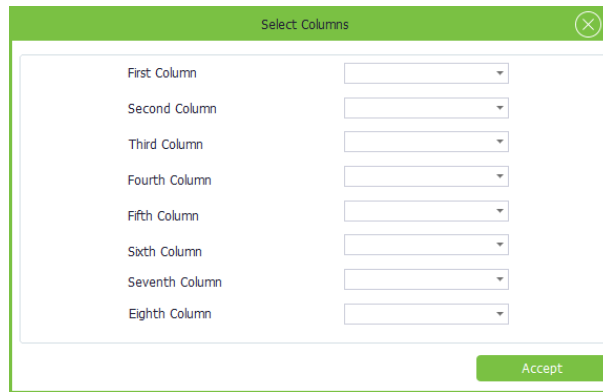 Select Columns
First Column
Second Column
Third Column
Fourth Column
Fifth Column
Sixth Column
Seventh Column
Eighth Column
Accept